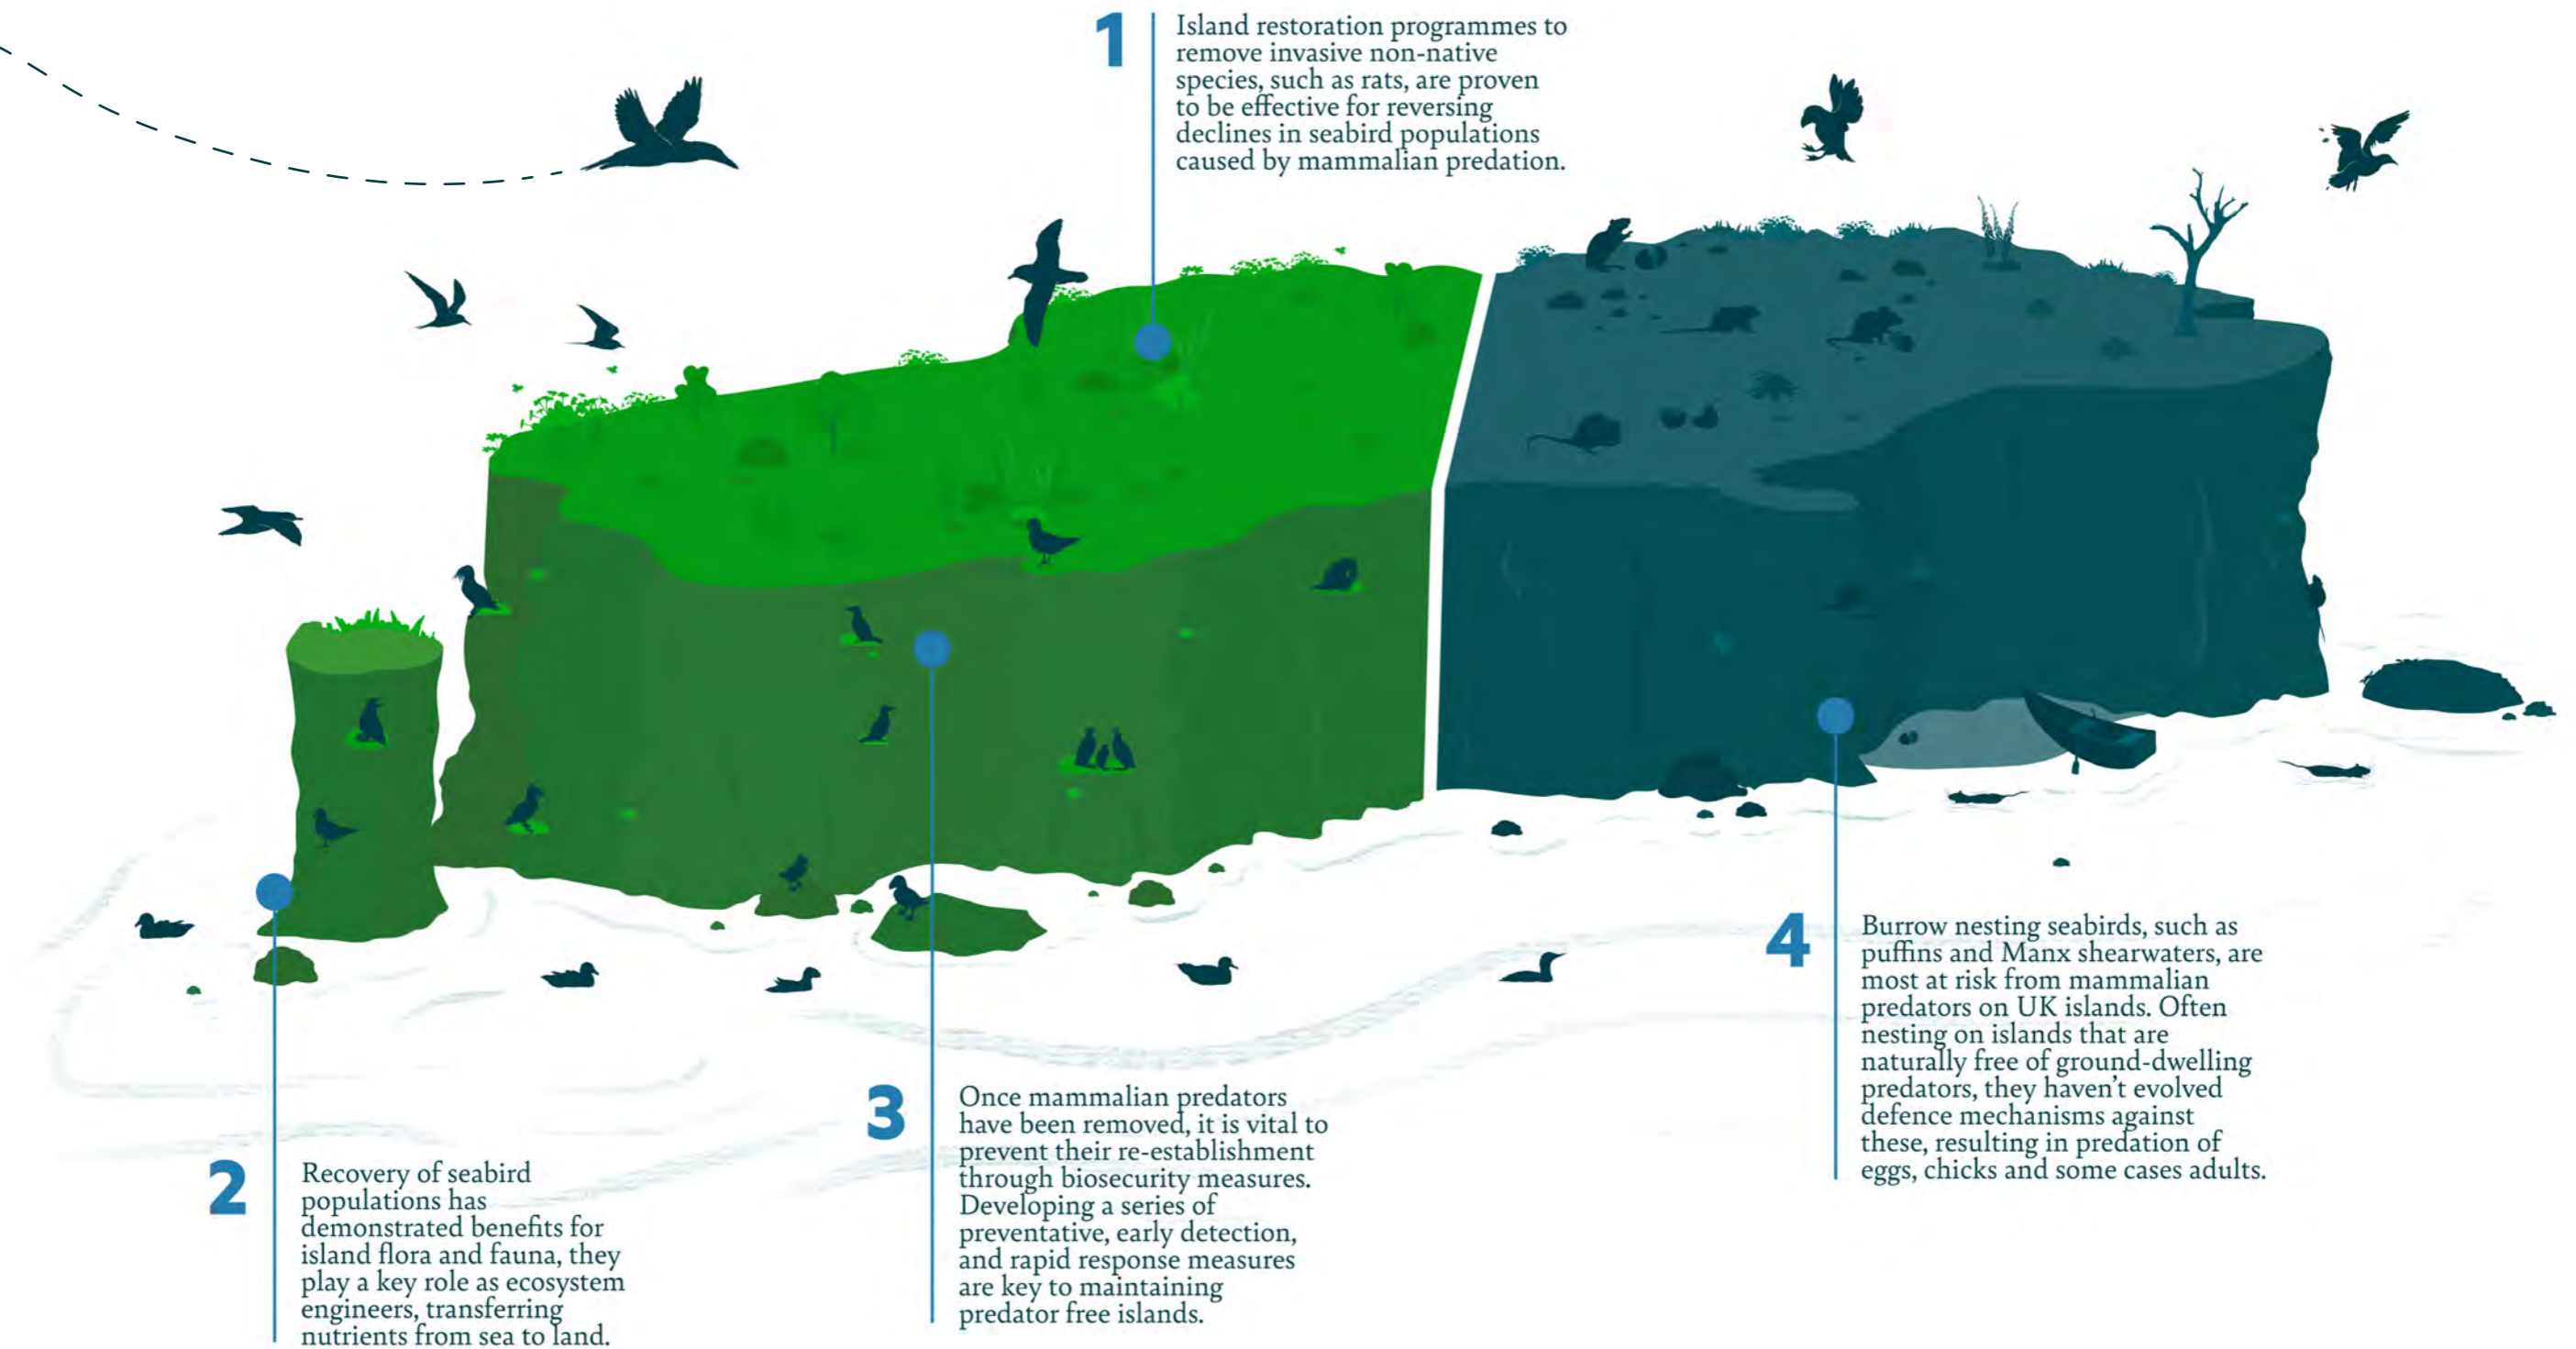 1
Island restoration programmes to
remove invasive non-native
species, such as rats, are proven
to be effective for reversing
declines in seabird populations
caused by mammalian predation.
2
Recovery of seabird
populations has
demonstrated benefits for
island flora and fauna, they
play a key role as ecosystem
engineers, transferring
nutrients from sea to land.
3
Once mammalian predators
have been removed, it is vital to
prevent their re-establishment
through biosecurity measures.
Developing a series of
preventative, early detection,
and rapid response measures
are key to maintaining
predator free islands.
4
Burrow nesting seabirds, such as
puffins and Manx shearwaters, are
most at risk from mammalian
predators on UK islands. Often
nesting on islands that are
naturally free of ground-dwelling
predators, they haven’t evolved
defence mechanisms against
these, resulting in predation of
eggs, chicks and some cases adults.